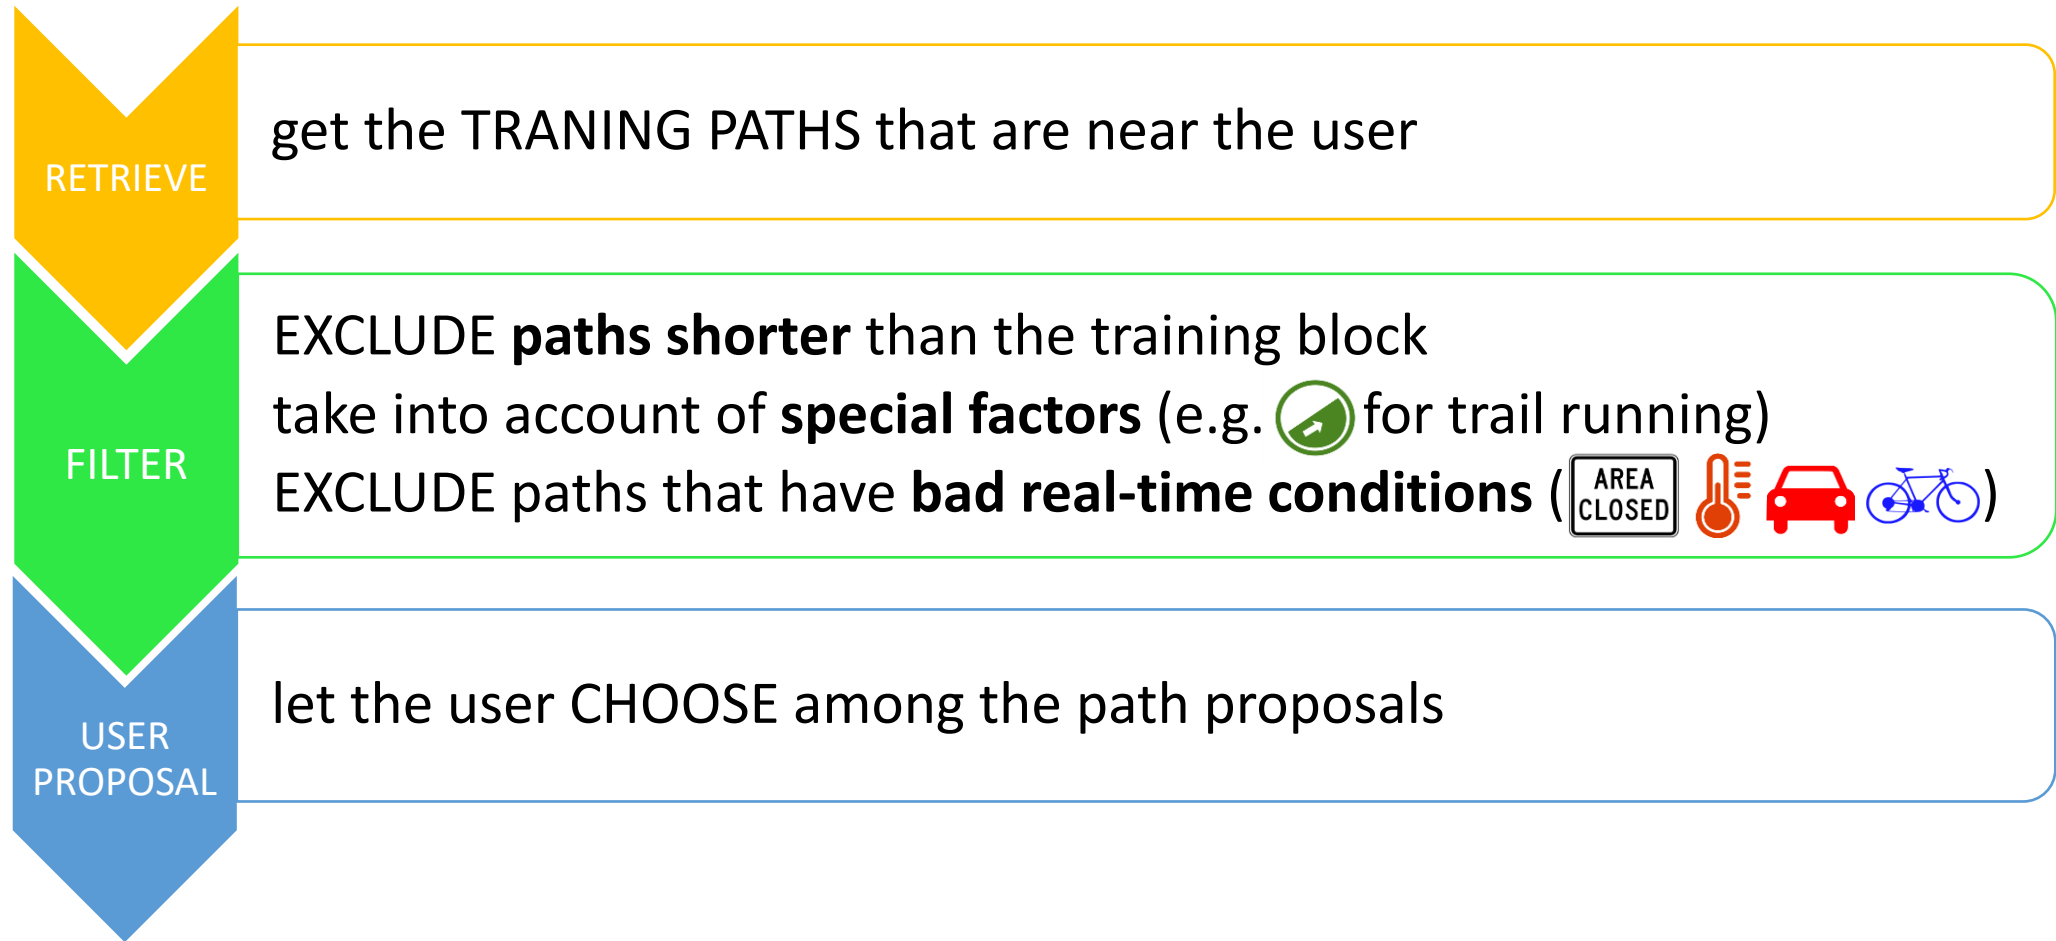 RETRIEVE
get the TRANING PATHS that are near the user
FILTER
EXCLUDE paths shorter than the training block
take into account of special factors (e.g. for trail running)
EXCLUDE paths that have bad real-time conditions ( )
AREA
CLOSED
USER
PROPOSAL
let the user CHOOSE among the path proposals